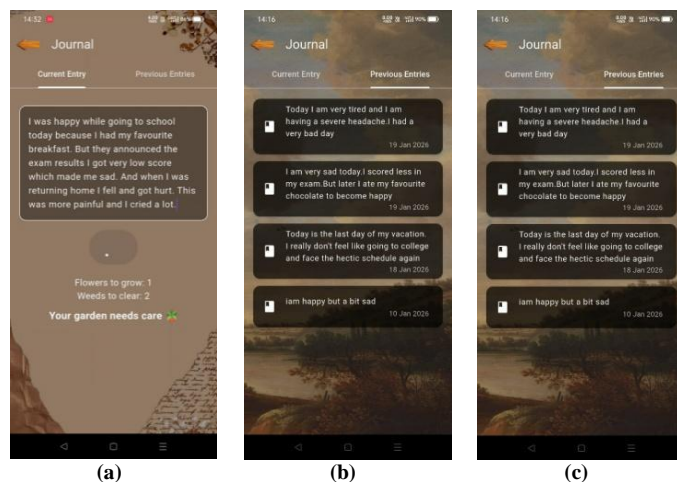 14:32
Journal
Current Entry Previous Entries
I was happy while going to school
today because I had my favourite
breakfast. But they announced the
exam results I got very low score
which made me sad. And when I was
returning home I fell and got hurt. This
was more painful and I cried a lot.
Flowers to grow: 1
Weeds to clear: 2
Your garden needs care
(a)
14:16
Journal
Current Entry Previous Entries
Today I am very tired and I am
having a severe headache.I had a
very bad day
19 Jan 2026
I am very sad today.I scored less in
my exam.But later I ate my favourite
chocolate to become happy
19 Jan 2026
Today is the last day of my vacation.
I really don't feel like going to college
and face the hectic schedule again
18 Jan 2026
iam happy but a bit sad
10 Jan 2026
(b)
14:16
Journal
Current Entry Previous Entries
Today I am very tired and I am
having a severe headache.I had a
very bad day
19 Jan 2026
I am very sad today.I scored less in
my exam.But later I ate my favourite
chocolate to become happy
19 Jan 2026
Today is the last day of my vacation.
I really don't feel like going to college
and face the hectic schedule again
18 Jan 2026
iam happy but a bit sad
10 Jan 2026
(c)